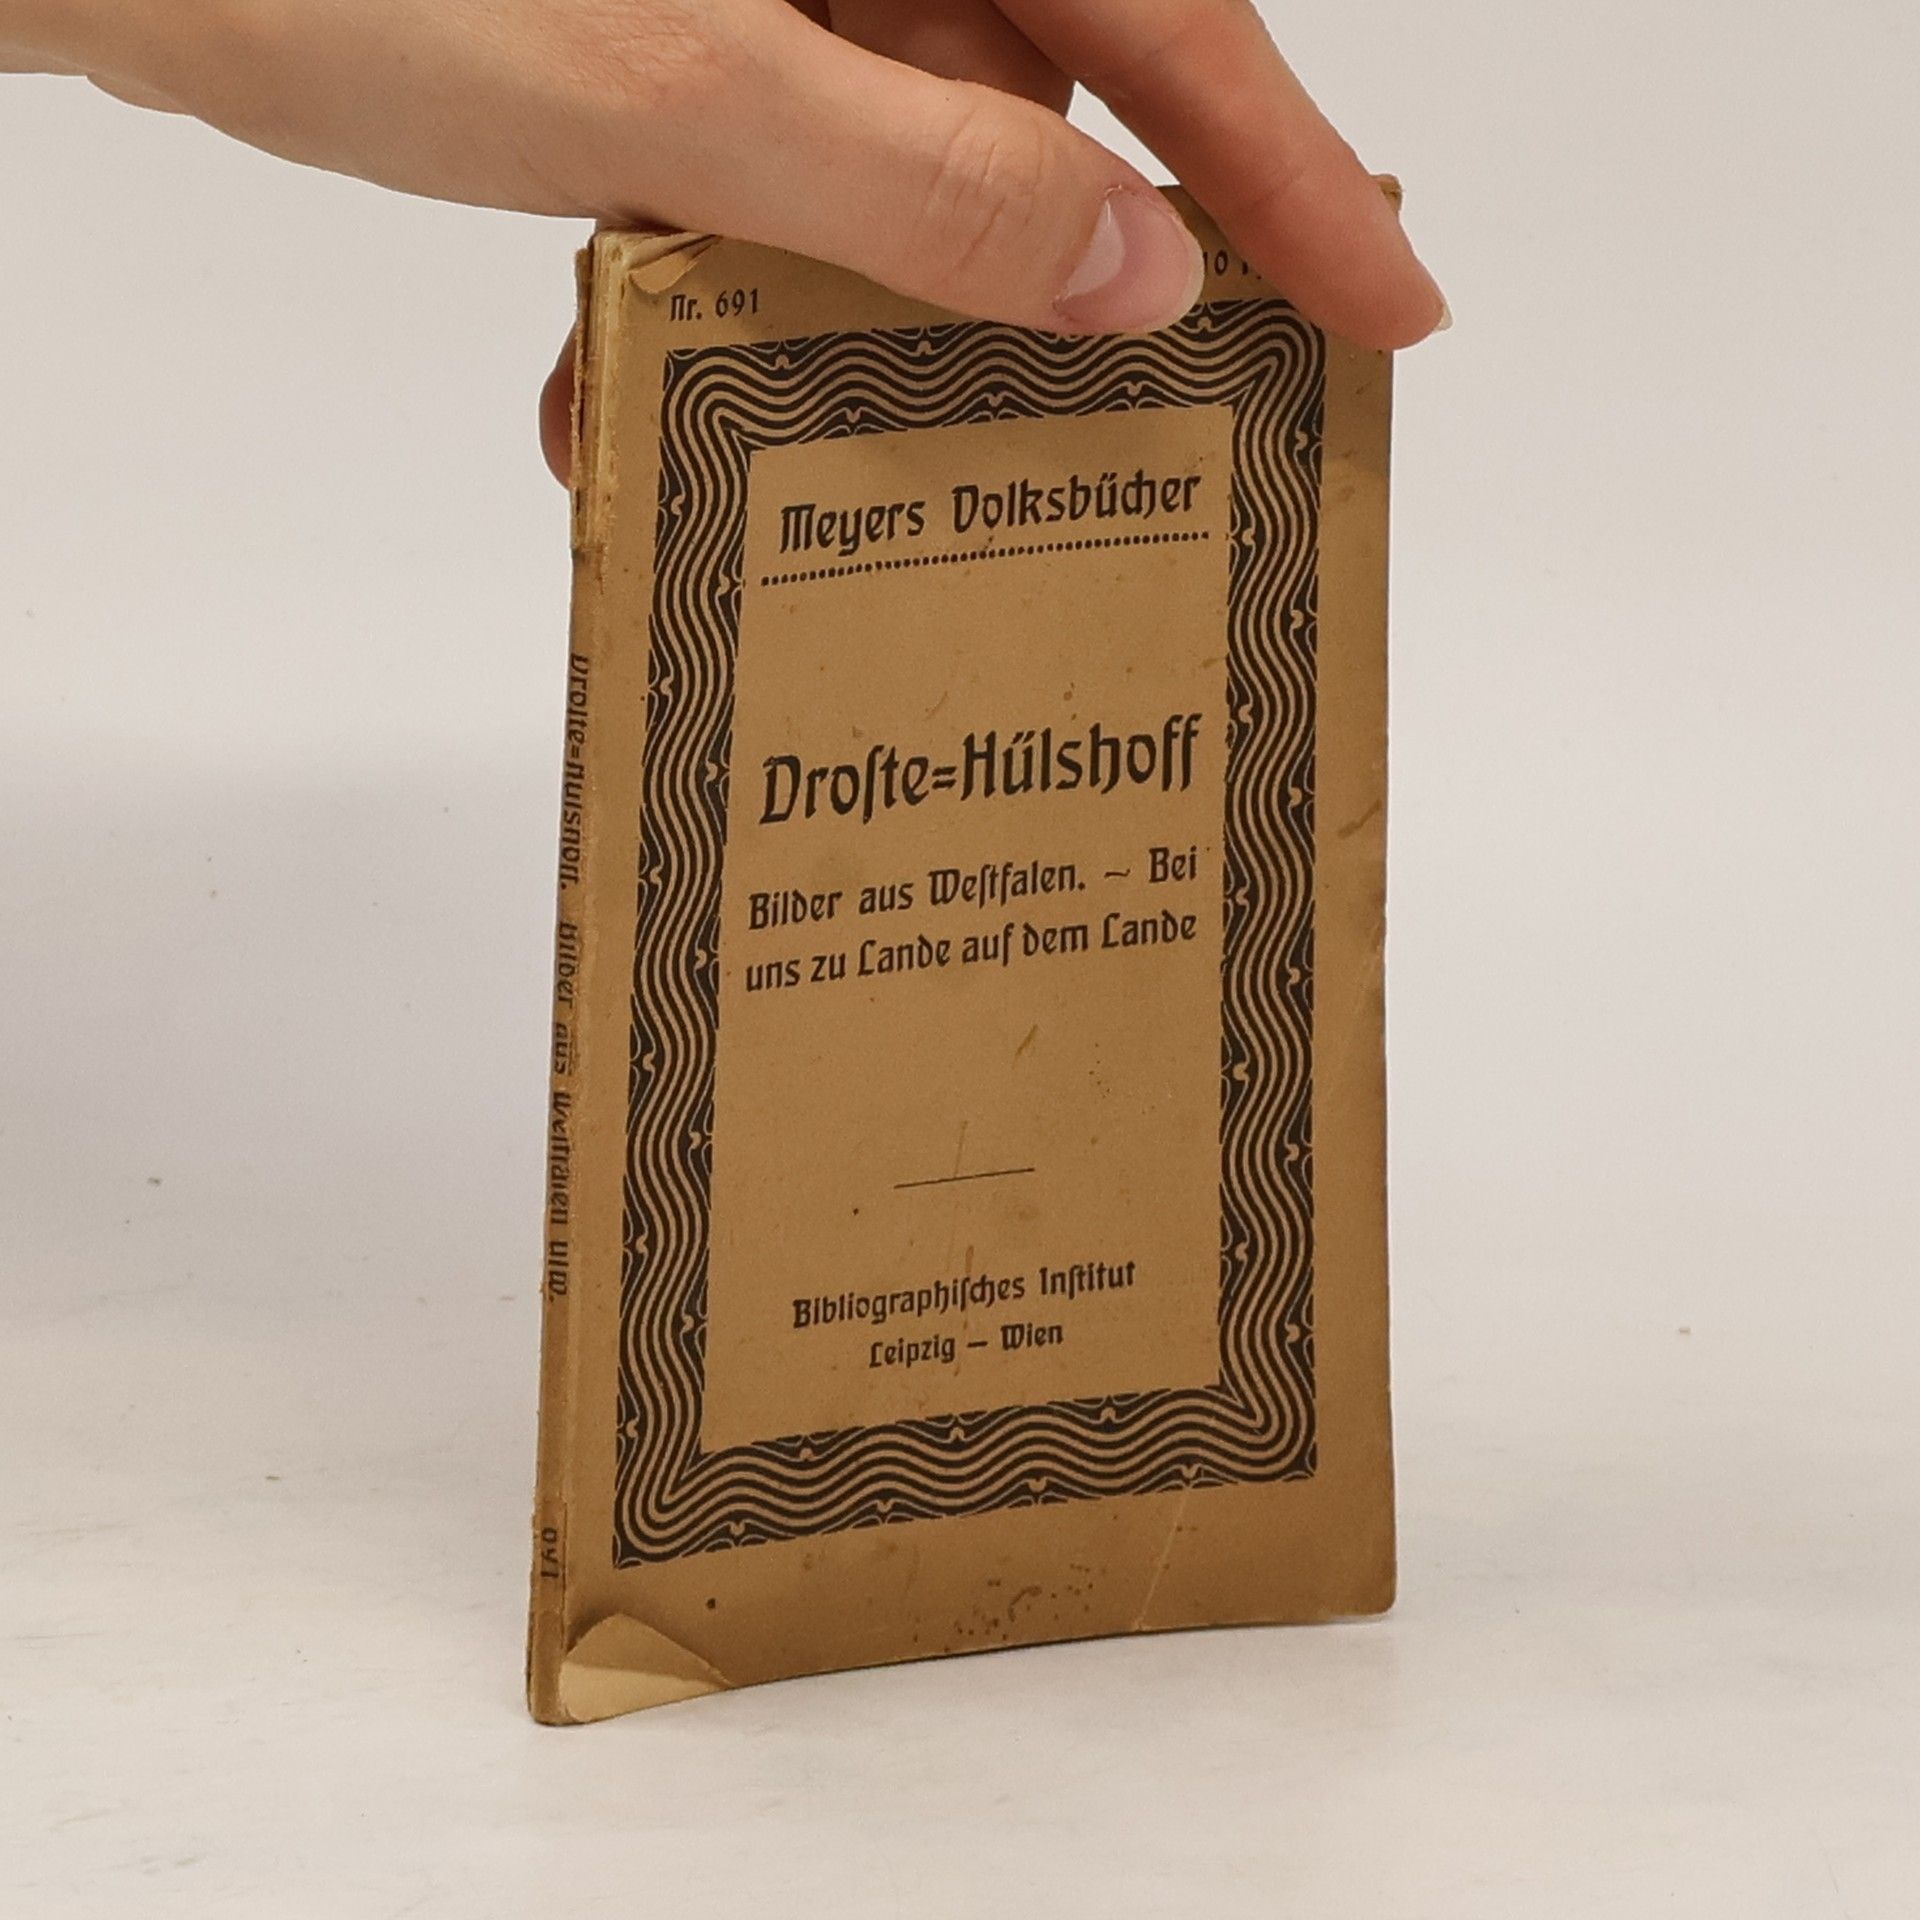 Nr. 691
10
Meyers Volksbücher
Droſte=Hülshoff
Bilder aus Weſtfalen. ~ Bei
uns zu Lande auf dem Lande
Bibliographiſches Inſtitut
Leipzig — Wien
Droſte=Hülshoff. Bilder aus Weſtfalen uſw.
691